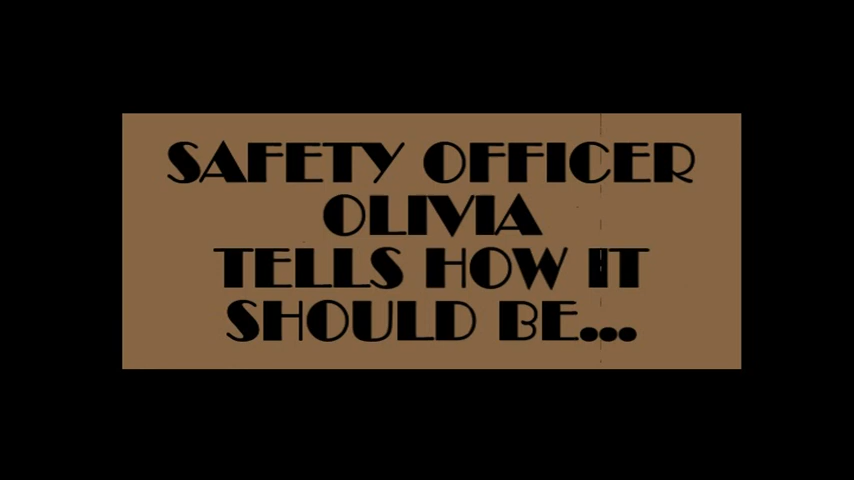 SAFETY OFFICER
OLIVIA
TELLS HOW IT
SHOULD BE...